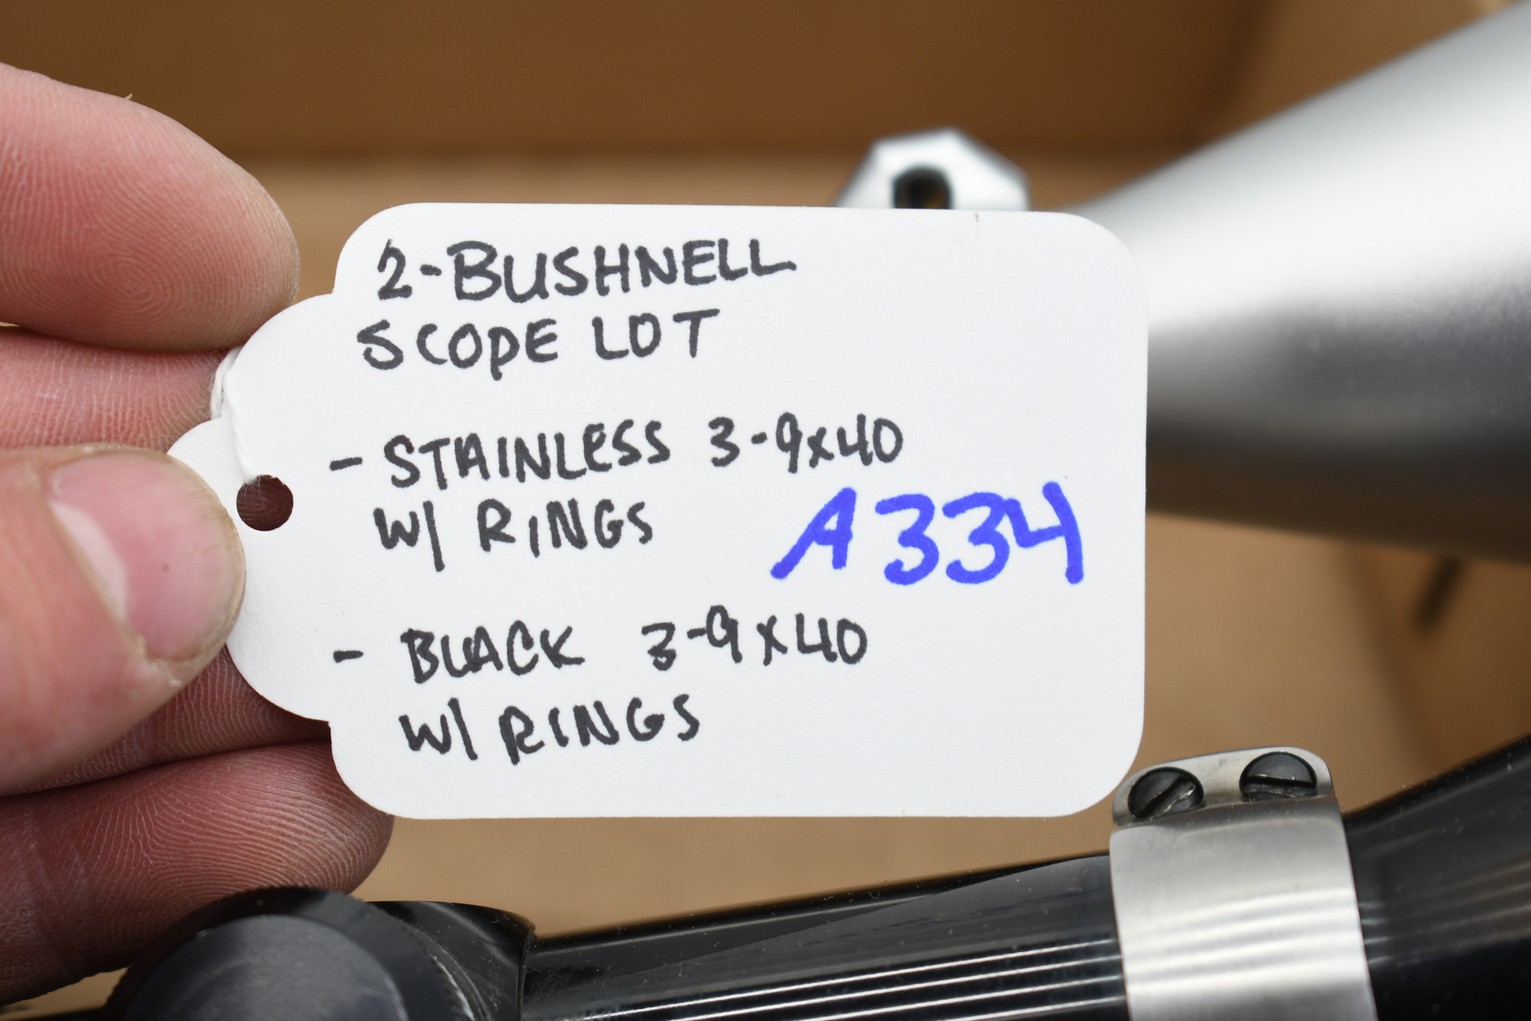 2-BUSHNELL
SCOPE LOT
- STAINLESS 3-9x40
W/ RINGS
A334
- BLACK 3-9x40
W/ RINGS